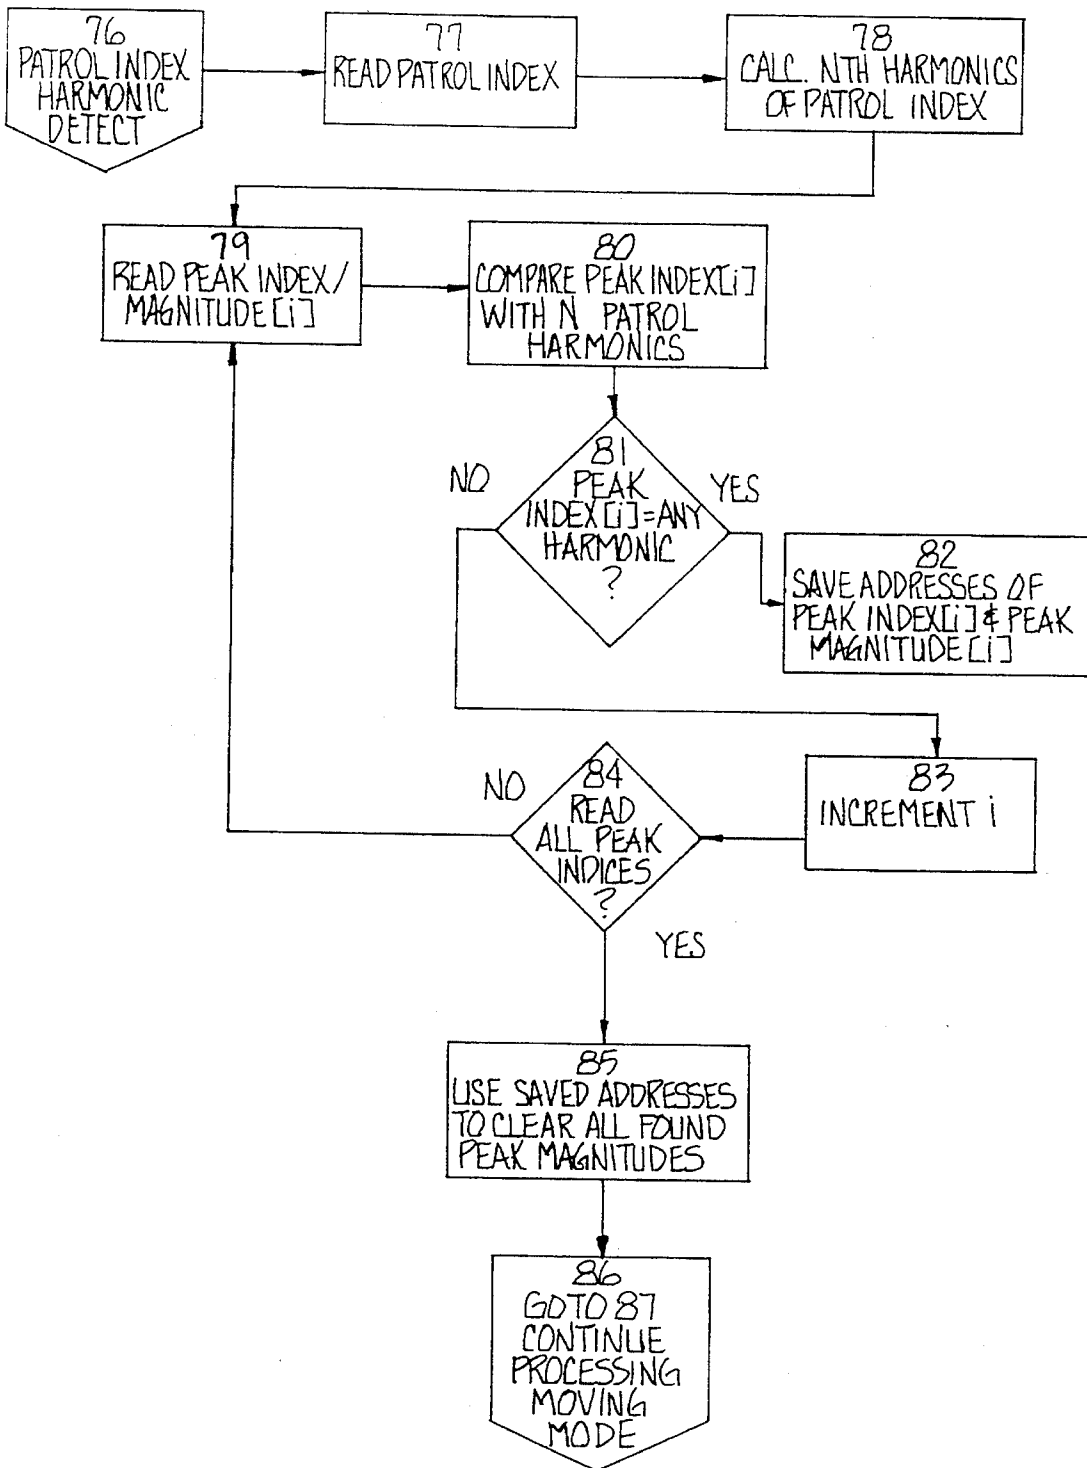 76
PATROL INDEX
HARMONIC
DETECT
77
READ PATROL INDEX
78
CALC. NTH HARMONICS
OF PATROL INDEX
79
READ PEAK INDEX/
MAGNITUDE[i]
80
COMPARE PEAK INDEX[i]
WITH N PATROL
HARMONICS
81
PEAK
INDEX[i]=ANY
HARMONIC
?
NO
YES
82
SAVE ADDRESSES OF
PEAK INDEX[i] & PEAK
MAGNITUDE[i]
83
INCREMENT i
84
READ
ALL PEAK
INDICES
?
NO
YES
85
USE SAVED ADDRESSES
TO CLEAR ALL FOUND
PEAK MAGNITUDES
86
GOTO 87
CONTINUE
PROCESSING
MOVING
MODE